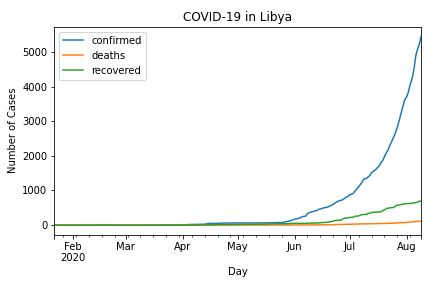 COVID-19 in Libya
confirmed
deaths
recovered
Number of Cases
5000
4000
3000
2000
1000
0
Feb Mar Apr May Jun Jul Aug
2020
Day